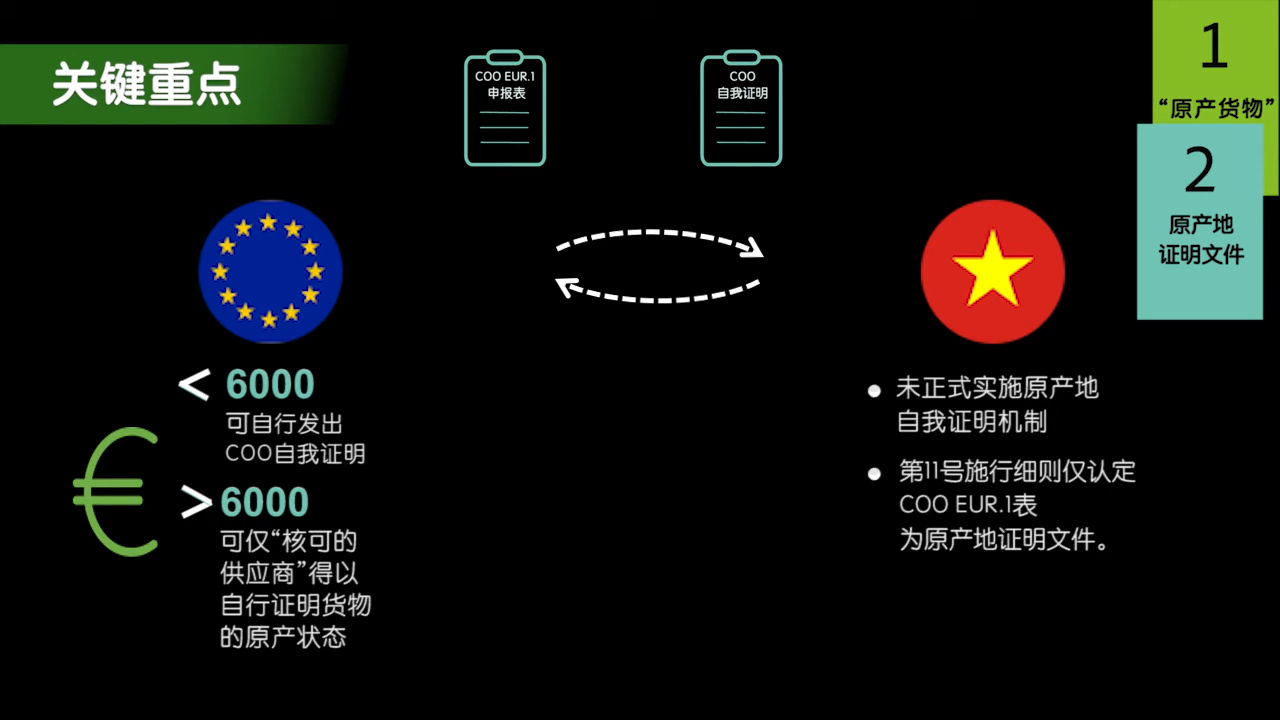 关键重点
COO EUR.1
申报表
COO
自我证明
1
“原产货物”
2
原产地
证明文件
< 6000
可自行发出
COO自我证明
€
> 6000
可仅“核可的
供应商”得以
自行证明货物
的原产状态
● 未正式实施原产地
自我证明机制
● 第11号施行细则仅认定
COO EUR.1表
为原产地证明文件。